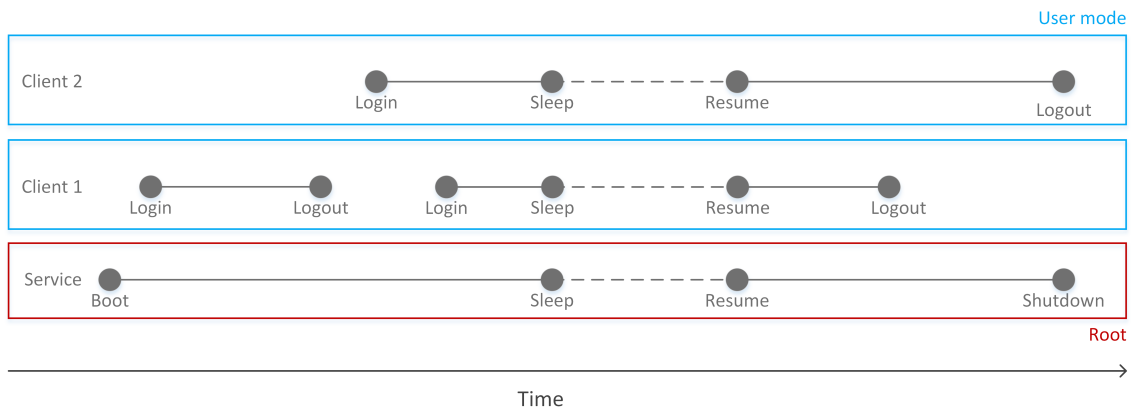 User mode
Client 2
Login
Sleep
Resume
Logout
Client 1
Login
Logout
Login
Sleep
Resume
Logout
Service
Boot
Sleep
Resume
Shutdown
Root
Time